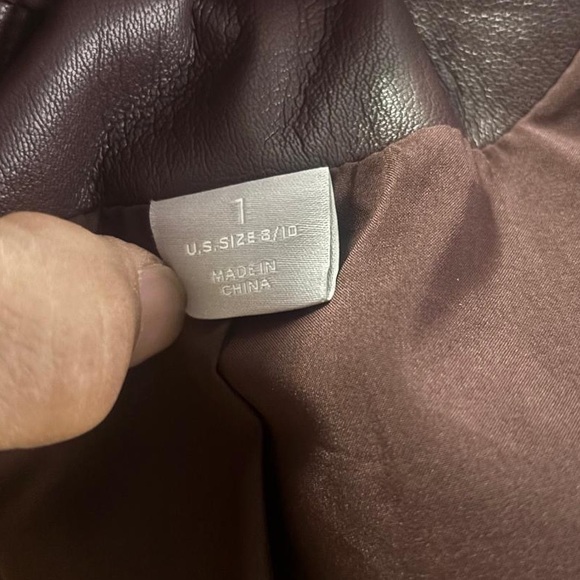 1
U.S. SIZE 8/10
MADE IN
CHINA